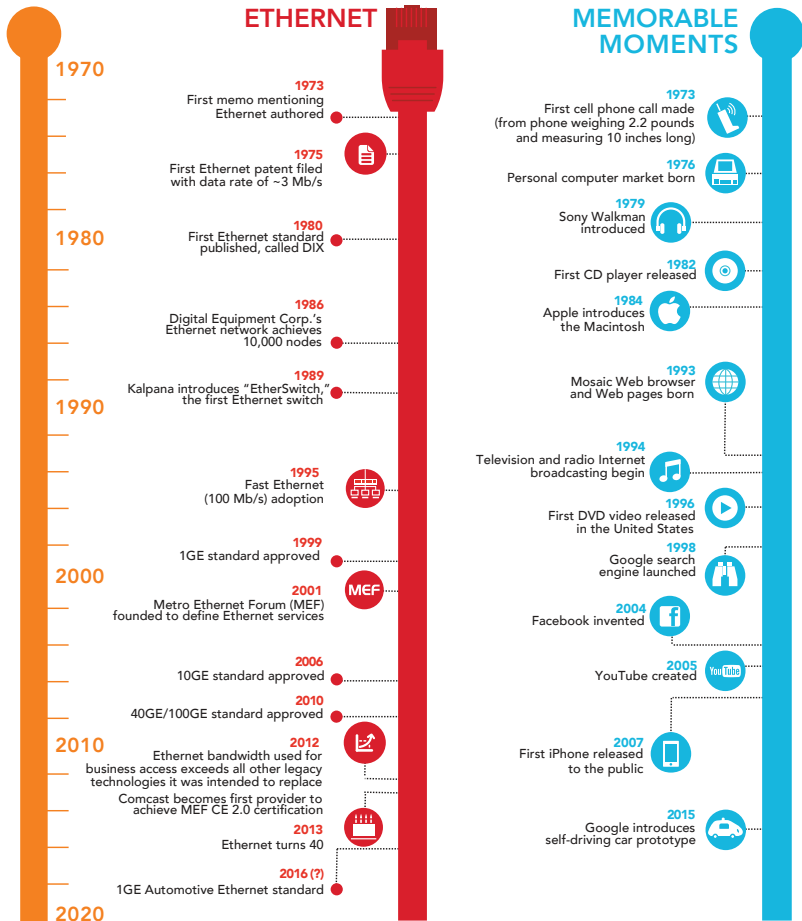 ETHERNET
1970
1980
1990
2000
2010
2020
1973
First memo mentioning
Ethernet authored
1975
First Ethernet patent filed
with data rate of ~3 Mb/s
1980
First Ethernet standard
published, called DIX
1986
Digital Equipment Corp.’s
Ethernet network achieves
10,000 nodes
1989
Kalpana introduces “EtherSwitch,”
the first Ethernet switch
1995
Fast Ethernet
(100 Mb/s) adoption
1999
1GE standard approved
2001
Metro Ethernet Forum (MEF)
founded to define Ethernet services
MEF
2006
10GE standard approved
2010
40GE/100GE standard approved
2012
Ethernet bandwidth used for
business access exceeds all other legacy
technologies it was intended to replace
Comcast becomes first provider to
achieve MEF CE 2.0 certification
2013
Ethernet turns 40
2016 (?)
1GE Automotive Ethernet standard
MEMORABLE
MOMENTS
1973
First cell phone call made
(from phone weighing 2.2 pounds
and measuring 10 inches long)
1976
Personal computer market born
1979
Sony Walkman
introduced
1982
First CD player released
1984
Apple introduces
the Macintosh
1993
Mosaic Web browser
and Web pages born
1994
Television and radio Internet
broadcasting begin
1996
First DVD video released
in the United States
1998
Google search
engine launched
2004
Facebook invented
f
2005
YouTube created
You Tube
2007
First iPhone released
to the public
2015
Google introduces
self-driving car prototype